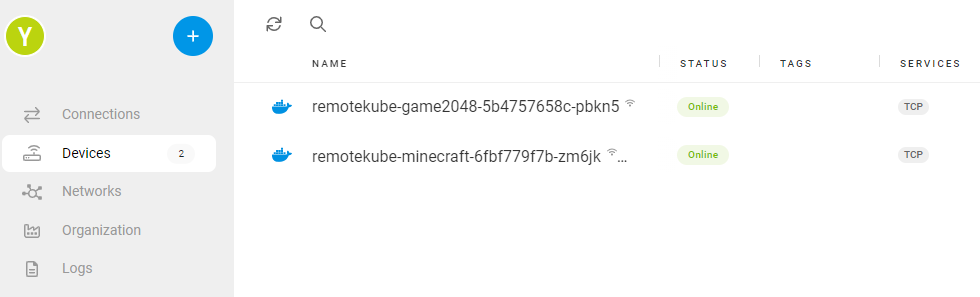 Y
+
NAME
STATUS
TAGS
SERVICES
Connections
remotekube-game2048-5b4757658c-pbkn5
Online
TCP
Devices
2
remotekube-minecraft-6fbf779f7b-zm6jk ...
Online
TCP
Networks
Organization
Logs